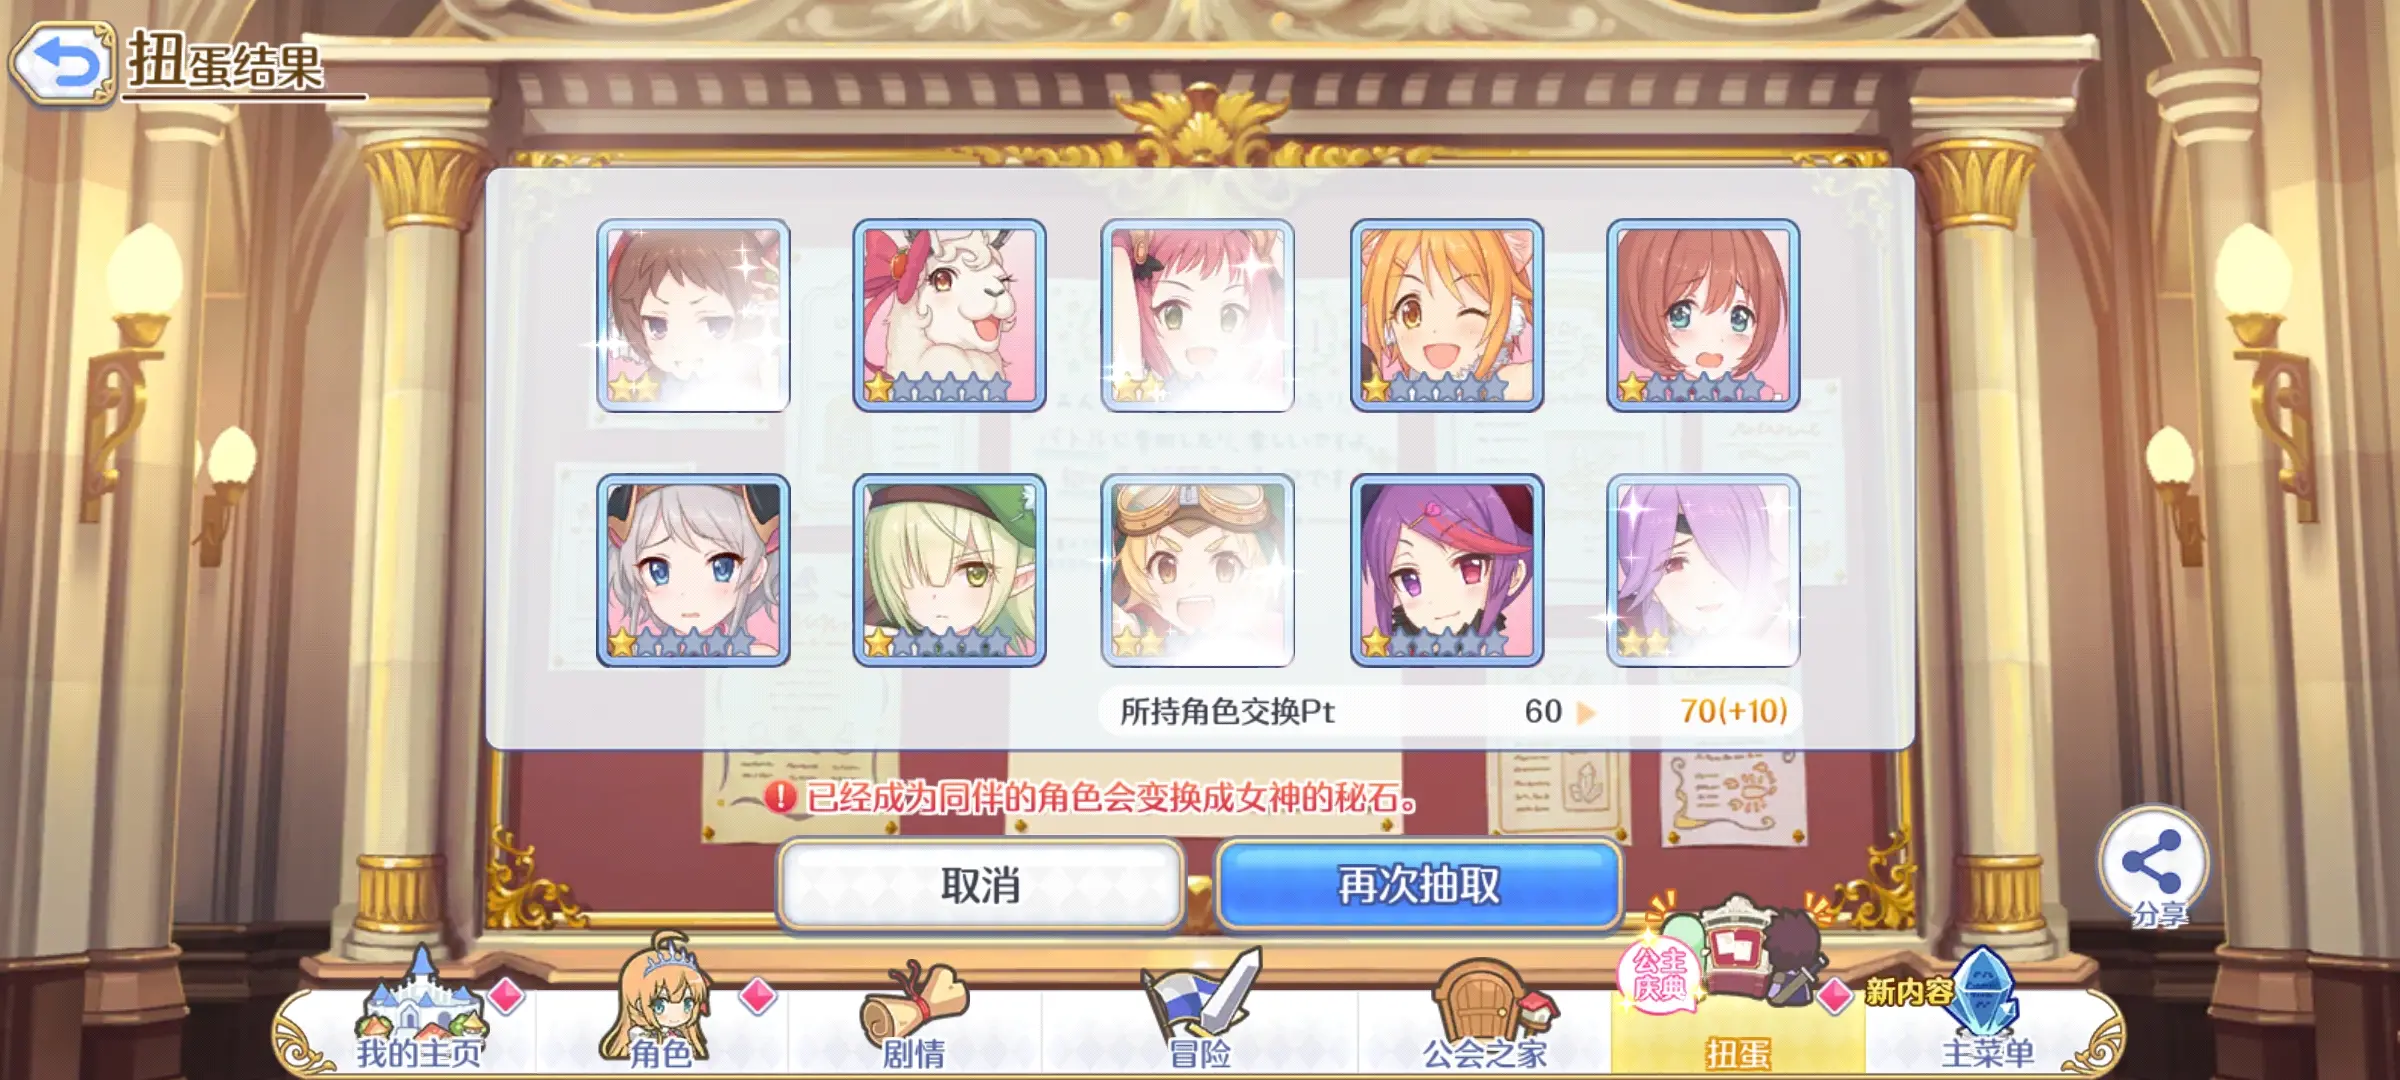 扭蛋结果
所持角色交换Pt 60 70(+10)
已经成为同伴的角色会变换成女神的秘石。
取消
再次抽取
分享
公主
庆典
新内容
我的主页
角色
剧情
冒险
公会之家
扭蛋
主菜单